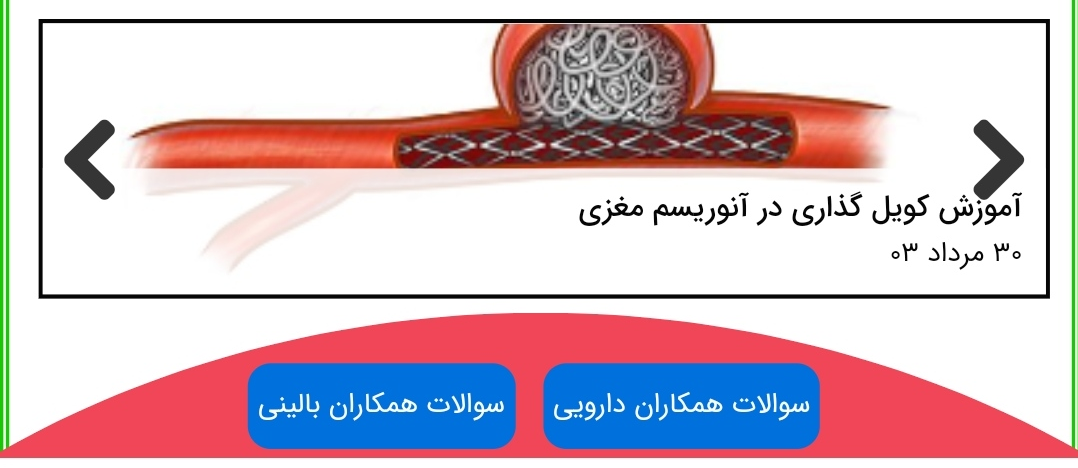 آموزش کویل گذاری در آنوریسم مغزی
۳۰ مرداد ۰۳
سوالات همکاران دارویی
سوالات همکاران بالینی